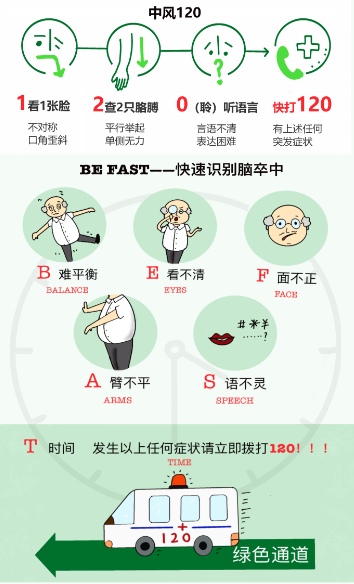 中风120
1看1张脸
不对称
口角歪斜
2查2只胳膊
平行举起
单侧无力
0（聆）听语言
言语不清
表达困难
快打120
有上述任何
突发症状
BE FAST——快速识别脑卒中
B 难平衡
BALANCE
E 看不清
EYES
F 面不正
FACE
A 臂不平
ARMS
#*¥
……?
S 语不灵
SPEECH
T 时间 发生以上任何症状请立即拨打120！！！
TIME
120
绿色通道